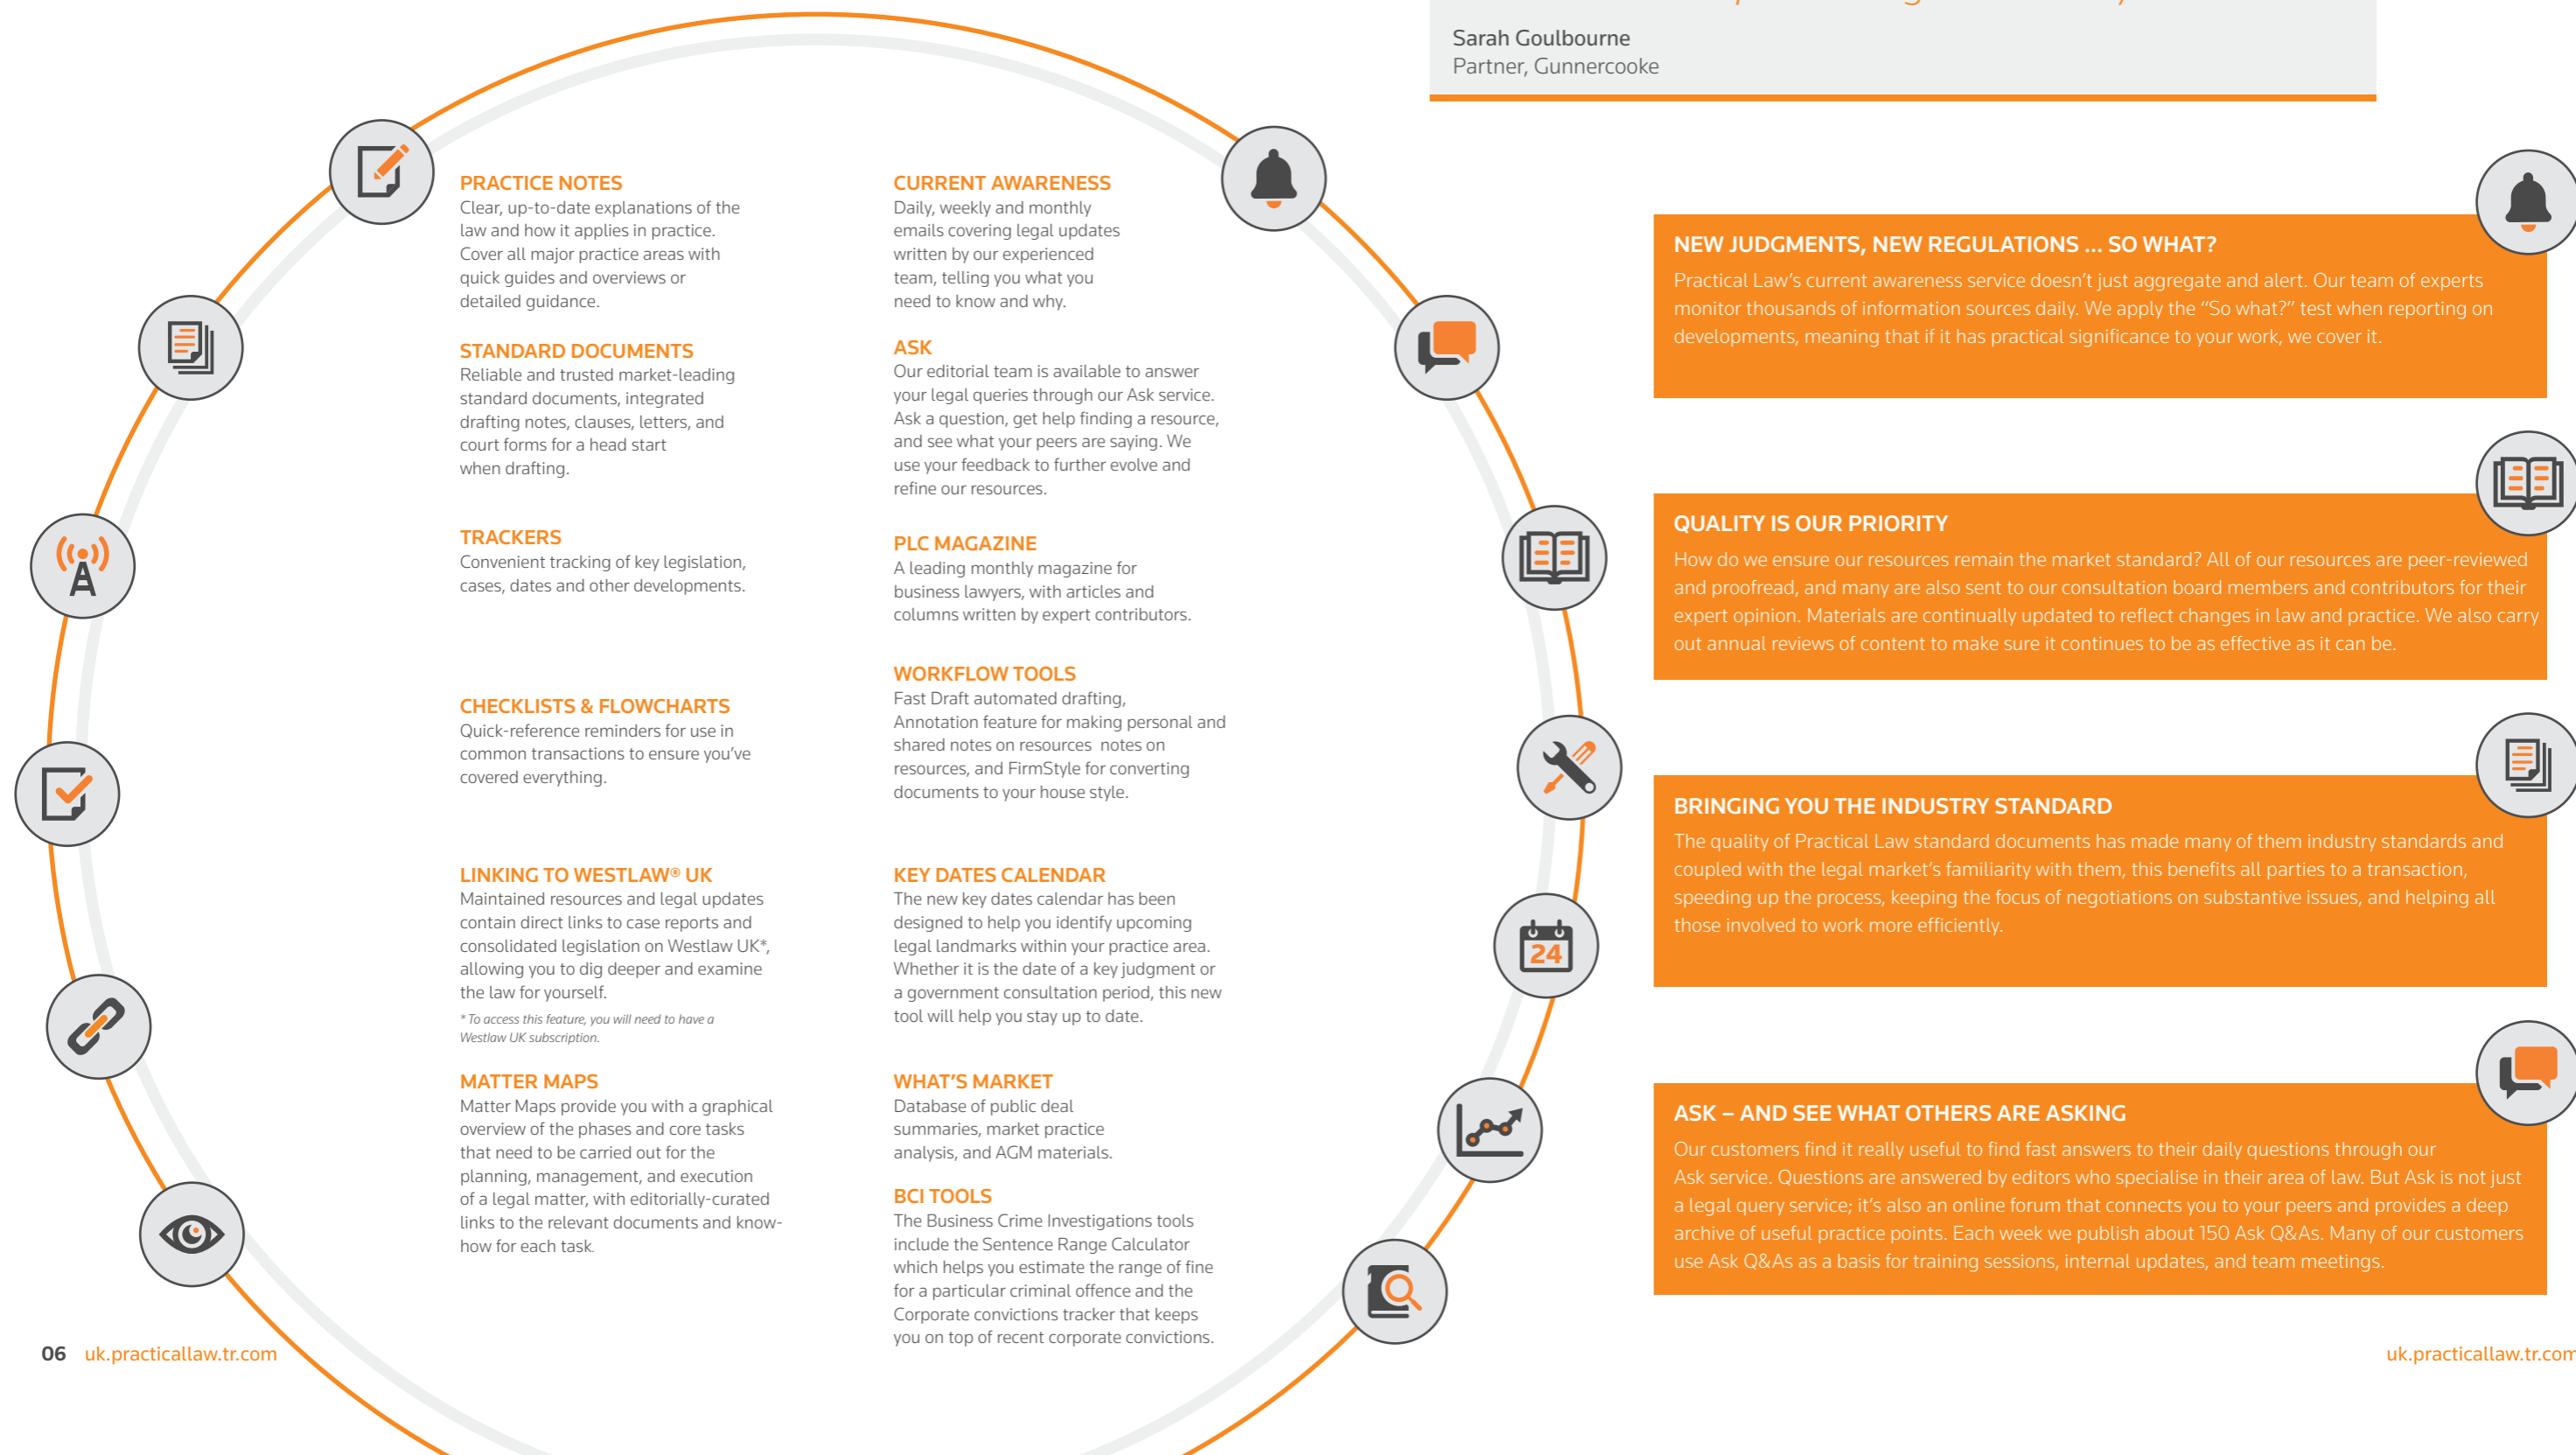 PRACTICE NOTES
Clear, up-to-date explanations of the
law and how it applies in practice.
Cover all major practice areas with
quick guides and overviews or
detailed guidance.
STANDARD DOCUMENTS
Reliable and trusted market-leading
standard documents, integrated
drafting notes, clauses, letters, and
court forms for a head start
when drafting.
TRACKERS
Convenient tracking of key legislation,
cases, dates and other developments.
CHECKLISTS & FLOWCHARTS
Quick-reference reminders for use in
common transactions to ensure you've
covered everything.
LINKING TO WESTLAW® UK
Maintained resources and legal updates
contain direct links to case reports and
consolidated legislation on Westlaw UK*,
allowing you to dig deeper and examine
the law for yourself.
* To access this feature, you will need to have a
Westlaw UK subscription.
MATTER MAPS
Matter Maps provide you with a graphical
overview of the phases and core tasks
that need to be carried out for the
planning, management, and execution
of a legal matter, with editorially-curated
links to the relevant documents and know-
how for each task.
CURRENT AWARENESS
Daily, weekly and monthly
emails covering legal updates
written by our experienced
team, telling you what you
need to know and why.
ASK
Our editorial team is available to answer
your legal queries through our Ask service.
Ask a question, get help finding a resource,
and see what your peers are saying. We
use your feedback to further evolve and
refine our resources.
PLC MAGAZINE
A leading monthly magazine for
business lawyers, with articles and
columns written by expert contributors.
WORKFLOW TOOLS
Fast Draft automated drafting,
Annotation feature for making personal and
shared notes on resources notes on
resources, and FirmStyle for converting
documents to your house style.
KEY DATES CALENDAR
The new key dates calendar has been
designed to help you identify upcoming
legal landmarks within your practice area.
Whether it is the date of a key judgment or
a government consultation period, this new
tool will help you stay up to date.
WHAT'S MARKET
Database of public deal
summaries, market practice
analysis, and AGM materials.
BCI TOOLS
The Business Crime Investigations tools
include the Sentence Range Calculator
which helps you estimate the range of fine
for a particular criminal offence and the
Corporate convictions tracker that keeps
you on top of recent corporate convictions.
24
06 uk.practicallaw.tr.com
Sarah Goulbourne
Partner, Gunnercooke
NEW JUDGMENTS, NEW REGULATIONS ... SO WHAT?
Practical Law's current awareness service doesn't just aggregate and alert. Our team of experts
monitor thousands of information sources daily. We apply the "So what?" test when reporting on
developments, meaning that if it has practical significance to your work, we cover it.
QUALITY IS OUR PRIORITY
How do we ensure our resources remain the market standard? All of our resources are peer-reviewed
and proofread, and many are also sent to our consultation board members and contributors for their
expert opinion. Materials are continually updated to reflect changes in law and practice. We also carry
out annual reviews of content to make sure it continues to be as effective as it can be.
BRINGING YOU THE INDUSTRY STANDARD
The quality of Practical Law standard documents has made many of them industry standards and
coupled with the legal market's familiarity with them, this benefits all parties to a transaction,
speeding up the process, keeping the focus of negotiations on substantive issues, and helping all
those involved to work more efficiently.
ASK – AND SEE WHAT OTHERS ARE ASKING
Our customers find it really useful to find fast answers to their daily questions through our
Ask service. Questions are answered by editors who specialise in their area of law. But Ask is not just
a legal query service; it's also an online forum that connects you to your peers and provides a deep
archive of useful practice points. Each week we publish about 150 Ask Q&As. Many of our customers
use Ask Q&As as a basis for training sessions, internal updates, and team meetings.
uk.practicallaw.tr.com